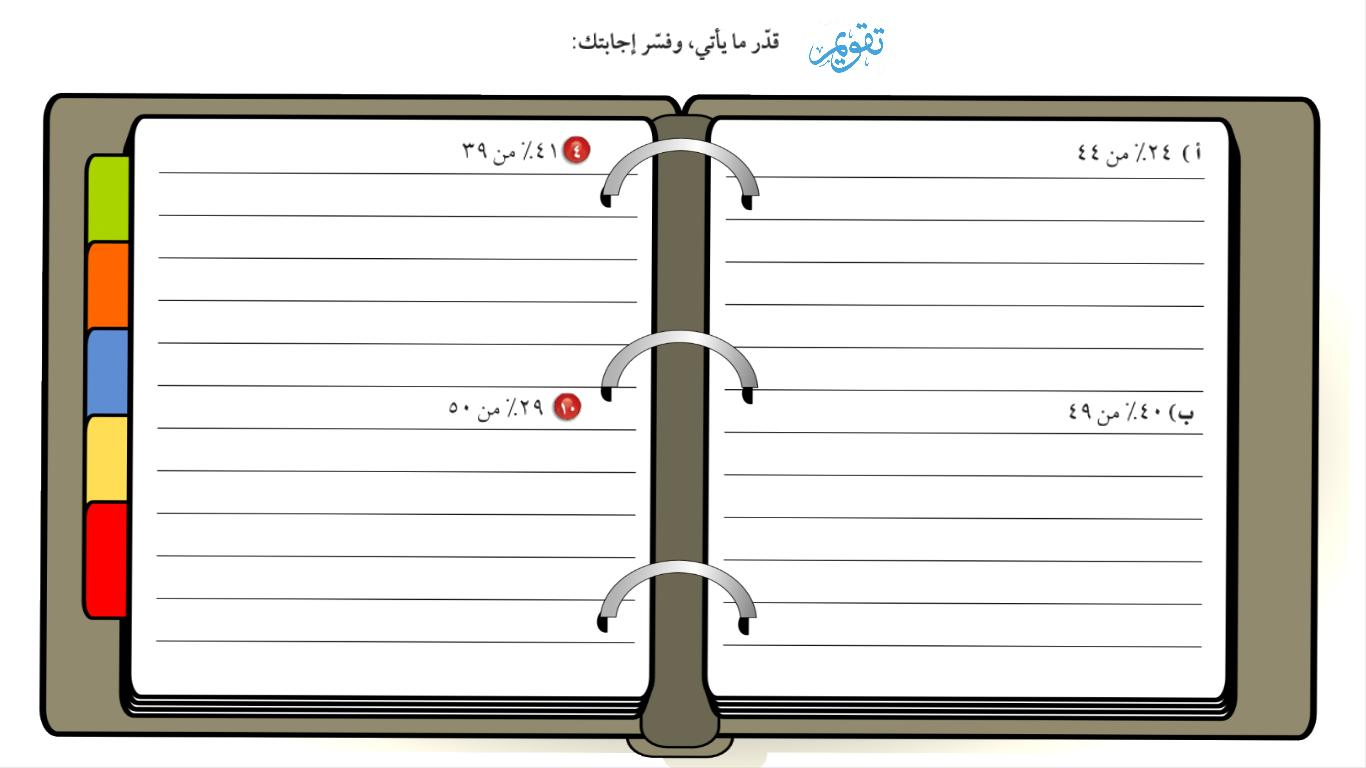 تقويم قدّر ما يأتي، وفسّر إجابتك:
أ ) ٢٤٪ من ٤٤
ب) ٤٠٪ من ٤٩
٤ ٤١٪ من ٣٩
١٠ ٢٩٪ من ٥٠